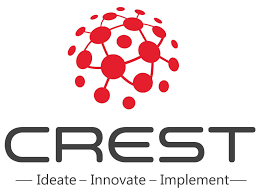 CREST
Ideate – Innovate – Implement